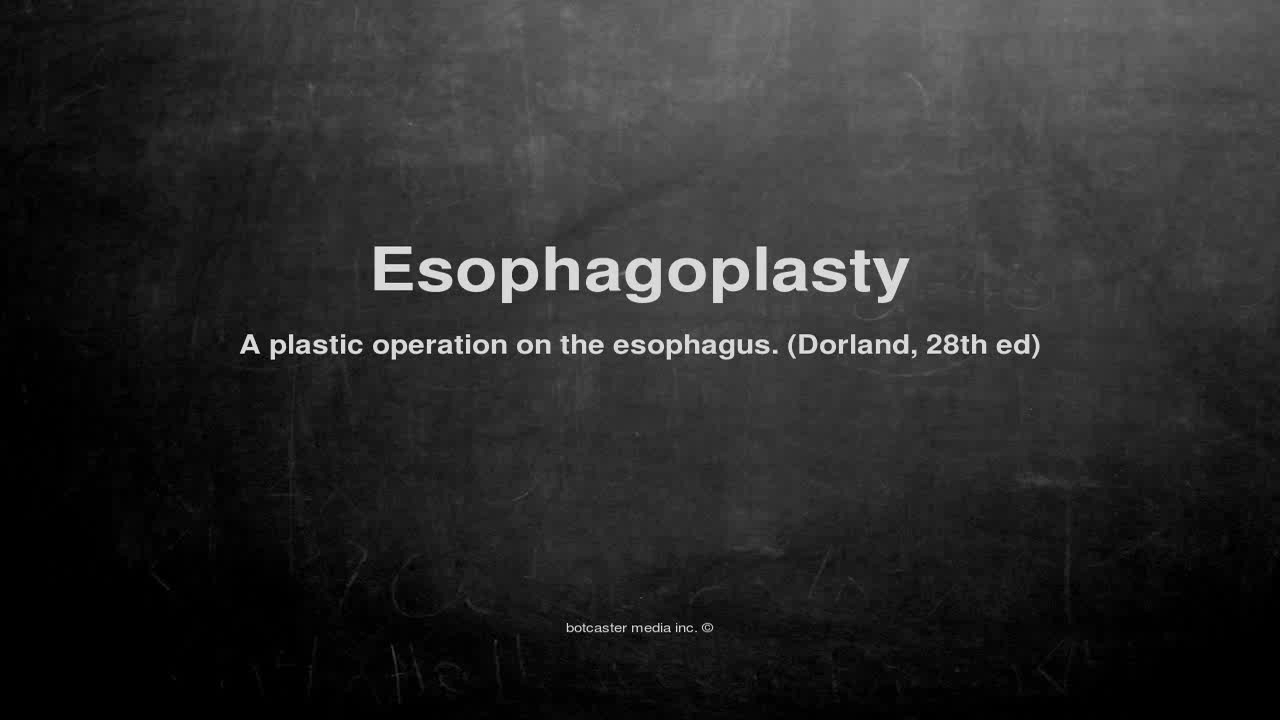 Esophagoplasty
A plastic operation on the esophagus. (Dorland, 28th ed)
botcaster media inc. ©